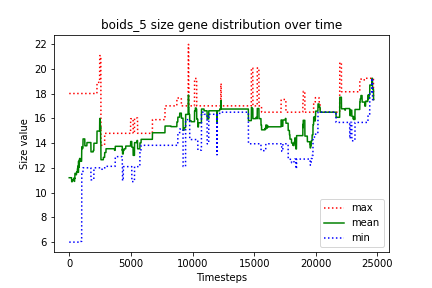 boids_5 size gene distribution over time
Size value
22
20
18
16
14
12
10
8
6
max
mean
min
0
5000
10000
15000
20000
25000
Timesteps